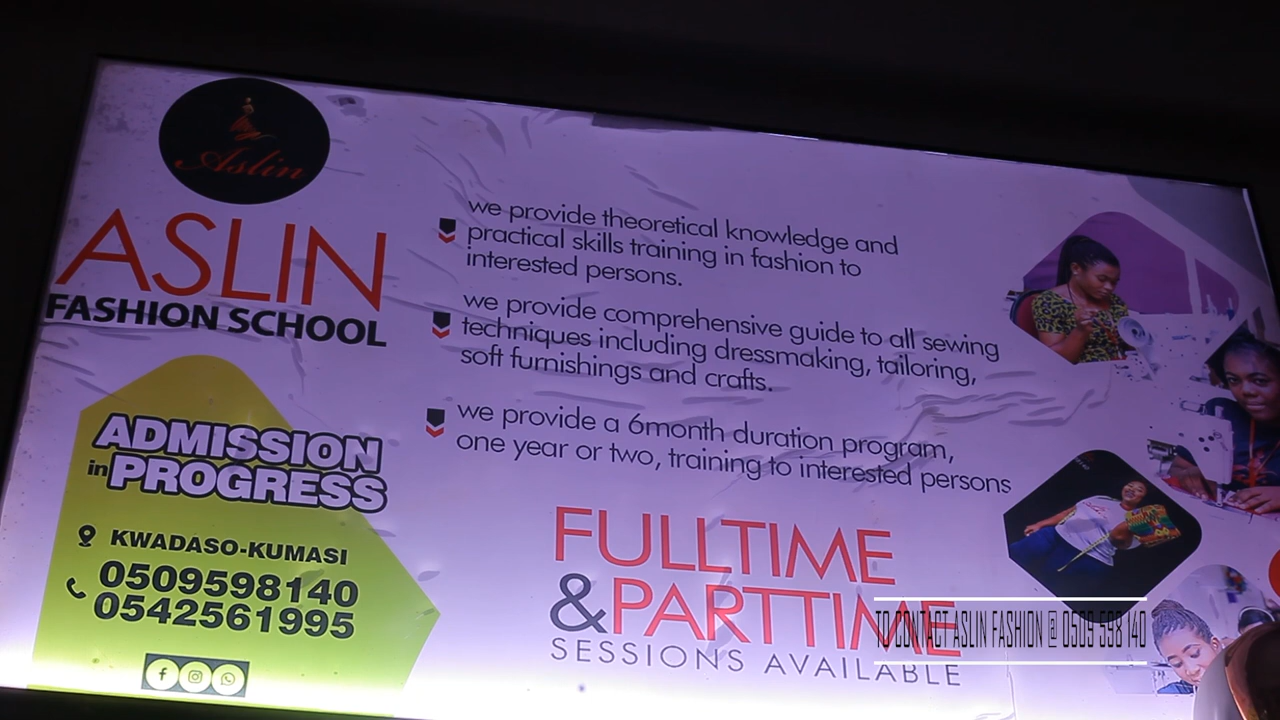 Aslin
ASLIN
FASHION SCHOOL
ADMISSION
in PROGRESS
KWADASO-KUMASI
0509598140
0542561995
we provide theoretical knowledge and
practical skills training in fashion to
interested persons.
we provide comprehensive guide to all sewing
techniques including dressmaking, tailoring,
soft furnishings and crafts.
we provide a 6month duration program,
one year or two, training to interested persons
FULLTIME
&PARTTIME
SESSIONS AVAILABLE
TO CONTACT ASLIN FASHION @ 0509 598 140